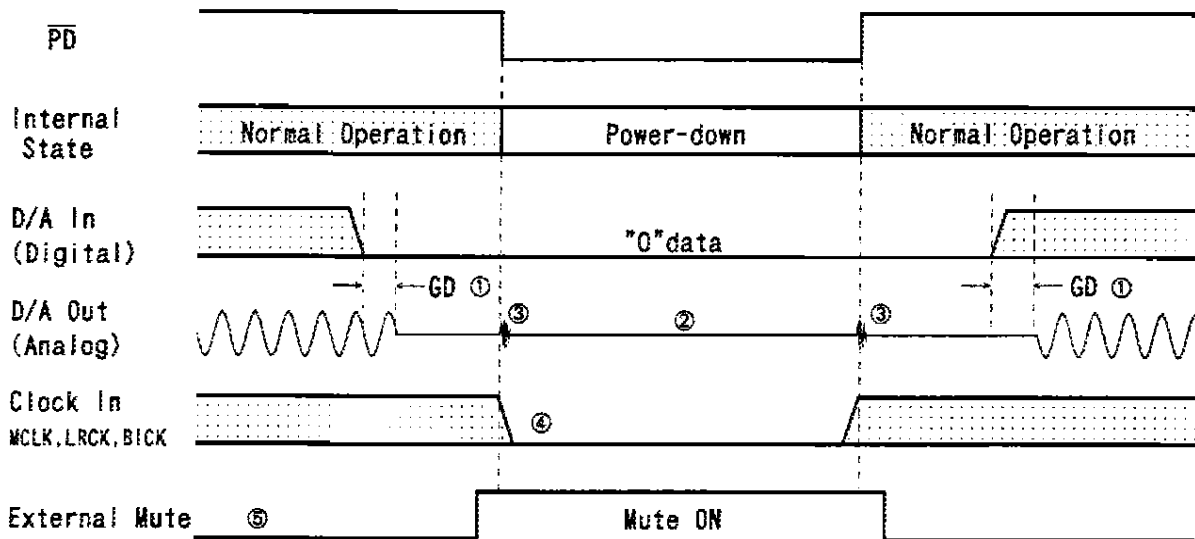 PD
Internal State
Normal Operation
Power-down
Normal Operation
D/A In
(Digital)
"0"data
GD ①
GD ①
D/A Out
(Analog)
③
②
③
Clock In
MCLK,LRCK,BICK
④
External Mute
⑤
Mute ON